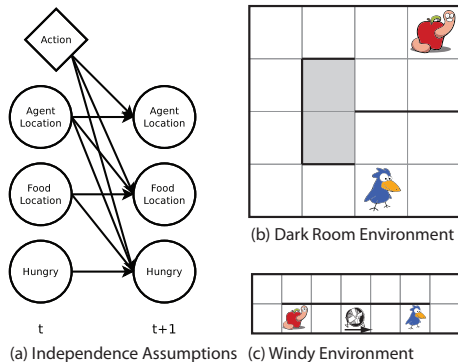 Action
Agent
Location
Agent
Location
Food
Location
Food
Location
Hungry
Hungry
t
t+1
(a) Independence Assumptions
(b) Dark Room Environment
(c) Windy Environment